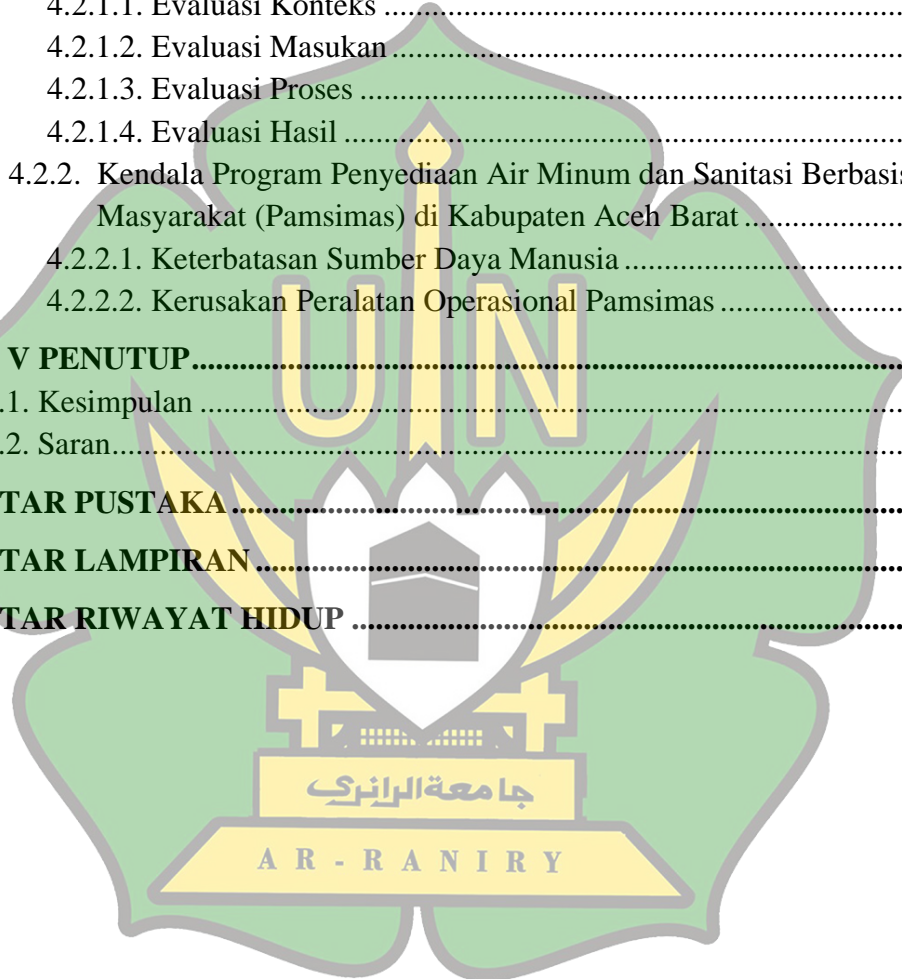 4.2.1.1. Evaluasi Konteks ..........................................................
4.2.1.2. Evaluasi Masukan ..........................................................
4.2.1.3. Evaluasi Proses ..........................................................
4.2.1.4. Evaluasi Hasil ..........................................................
4.2.2. Kendala Program Penyediaan Air Minum dan Sanitasi Berbasis
Masyarakat (Pamsimas) di Kabupaten Aceh Barat ....................
4.2.2.1. Keterbatasan Sumber Daya Manusia ................................
4.2.2.2. Kerusakan Peralatan Operasional Pamsimas .....................
V PENUTUP..........................................................................
.1. Kesimpulan ..........................................................................
.2. Saran..........................................................................
TAR PUSTAKA ..........................................................................
TAR LAMPIRAN ..........................................................................
TAR RIWAYAT HIDUP ..........................................................
UIN
جامعة الرانري
AR-RANIRY